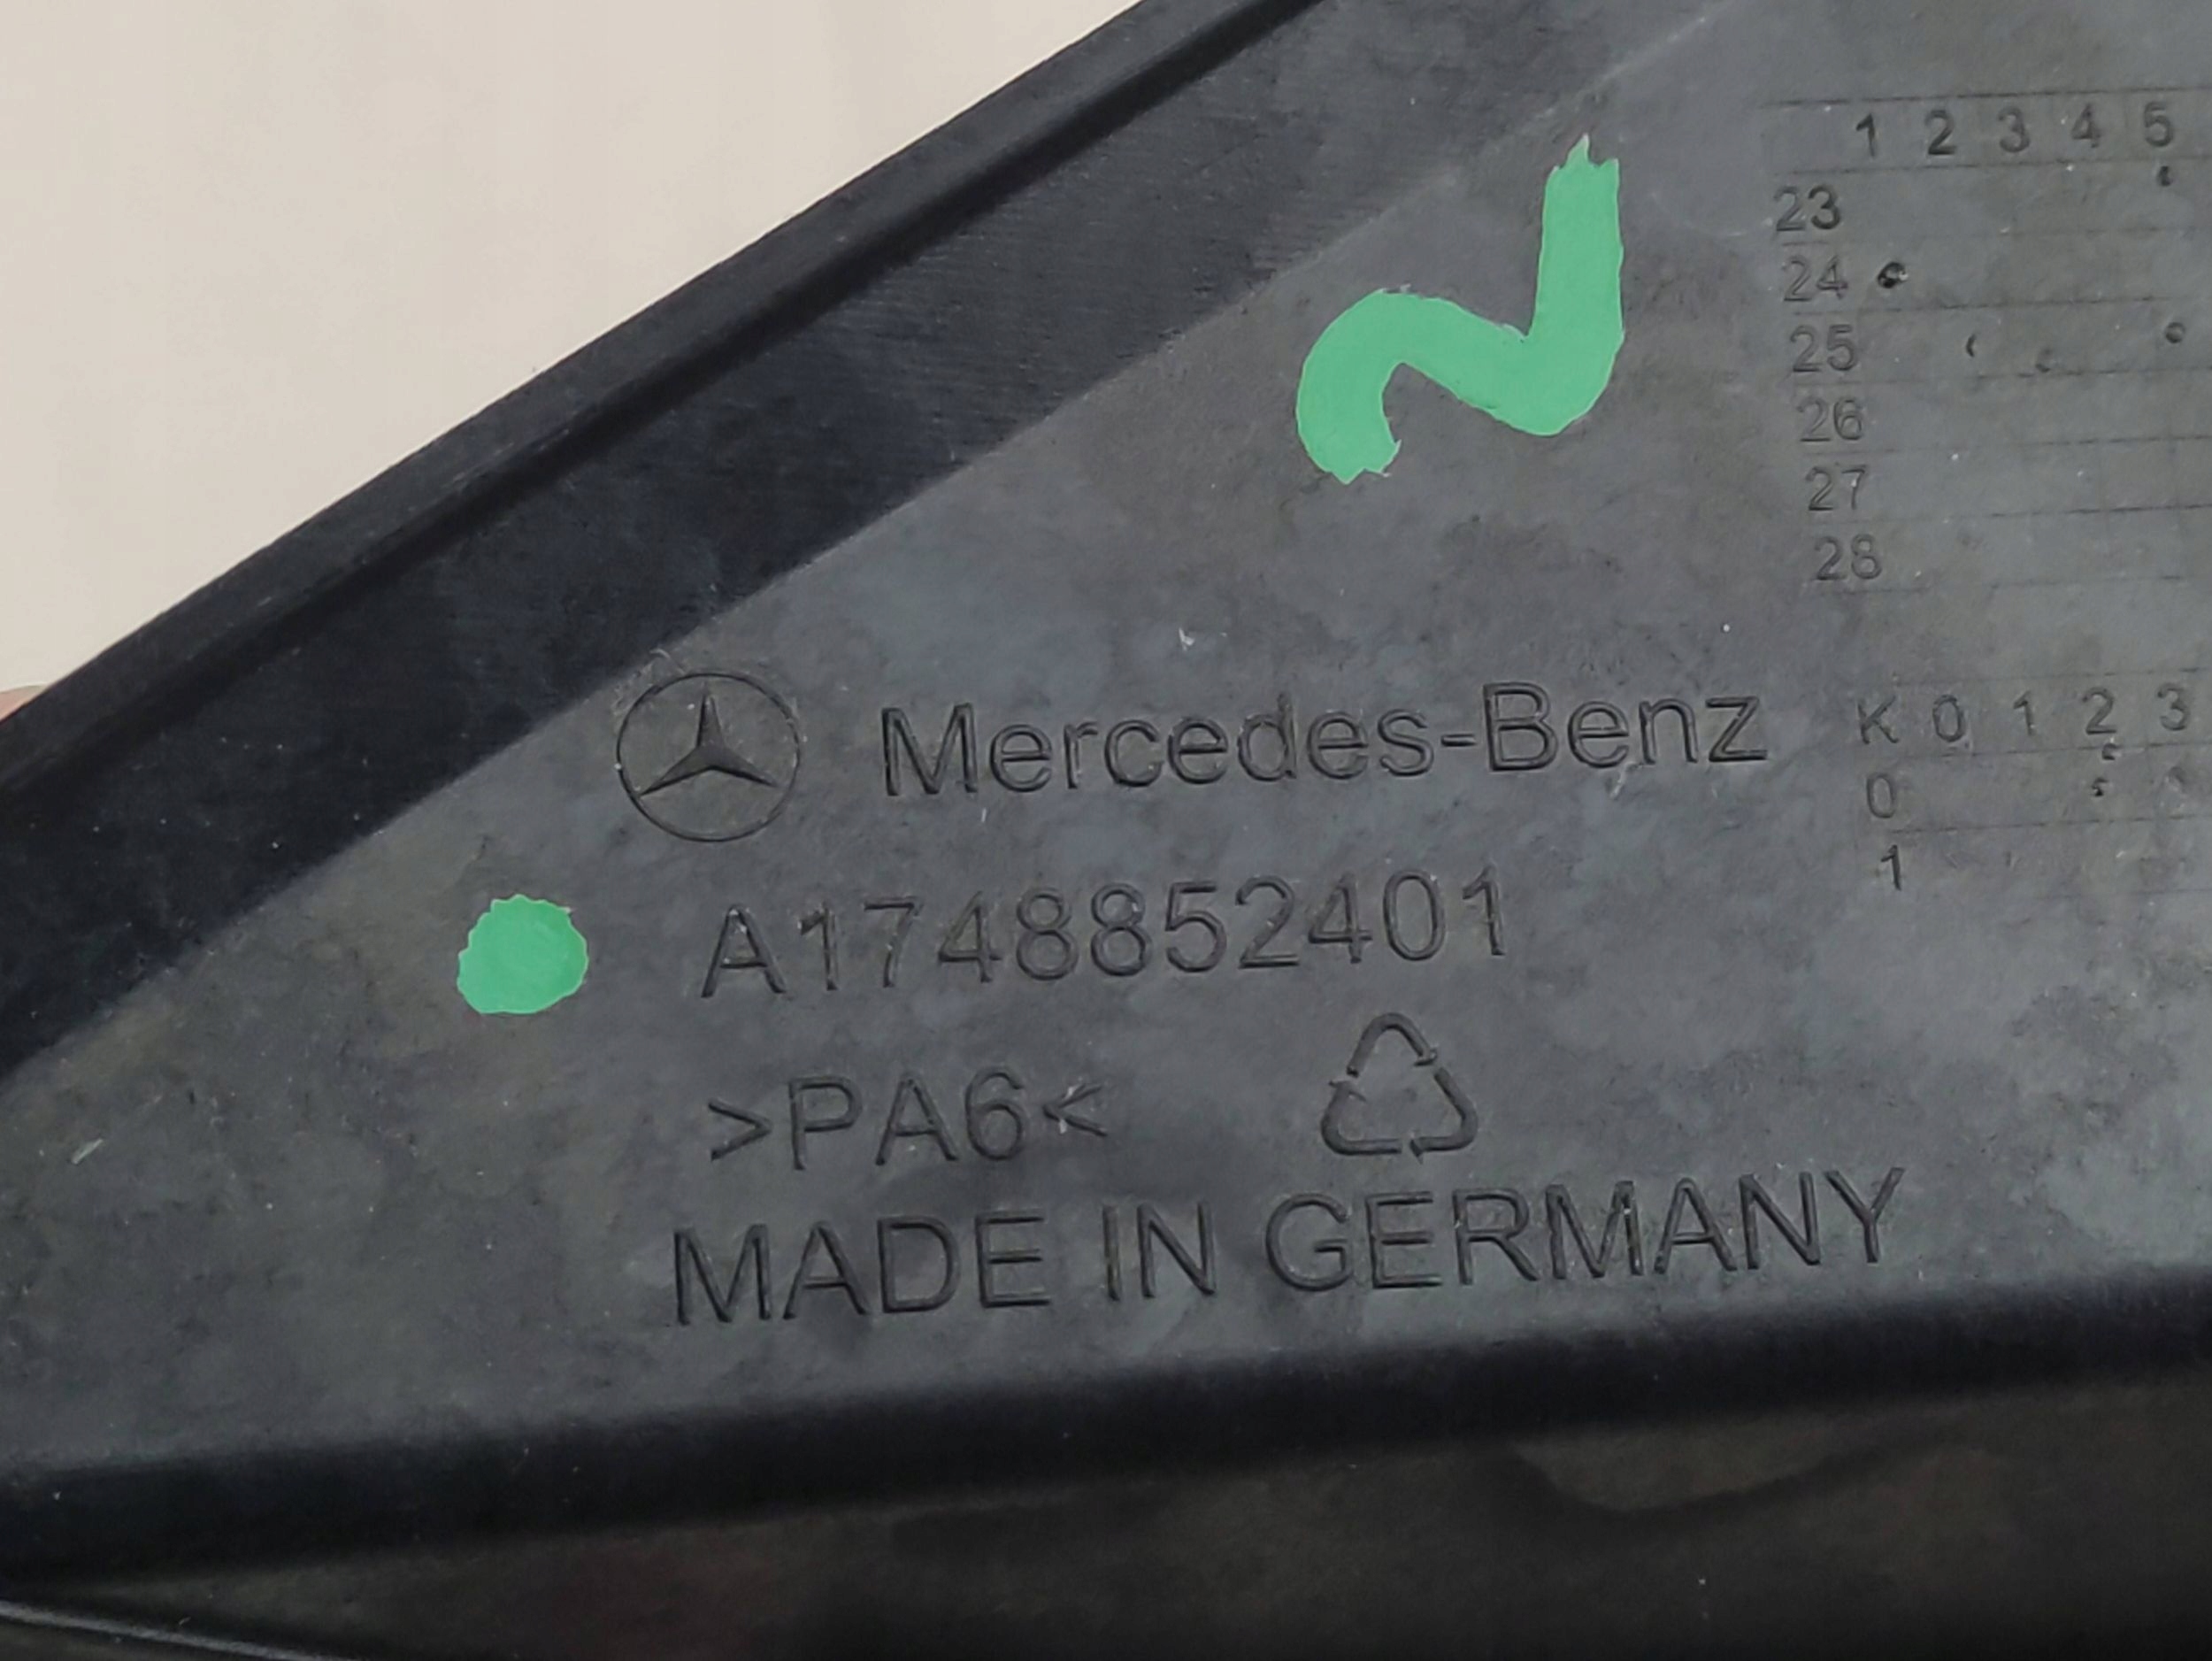 1 2 3 4 5
23
24
25
26
27
28
Mercedes-Benz
K 0 1 2 3
0
1
A1748852401
>PA6<
MADE IN GERMANY